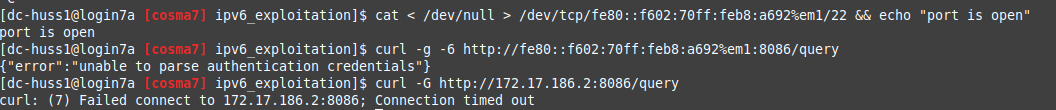 [dc-huss1@login7a [cosma7] ipv6_exploitation]$ cat < /dev/null > /dev/tcp/fe80::f602:70ff:feb8:a692%em1/22 && echo "port is open"
port is open
[dc-huss1@login7a [cosma7] ipv6_exploitation]$ curl -g -6 http://fe80::f602:70ff:feb8:a692%em1:8086/query
{"error":"unable to parse authentication credentials"}
[dc-huss1@login7a [cosma7] ipv6_exploitation]$ curl -G http://172.17.186.2:8086/query
curl: (7) Failed connect to 172.17.186.2:8086; Connection timed out